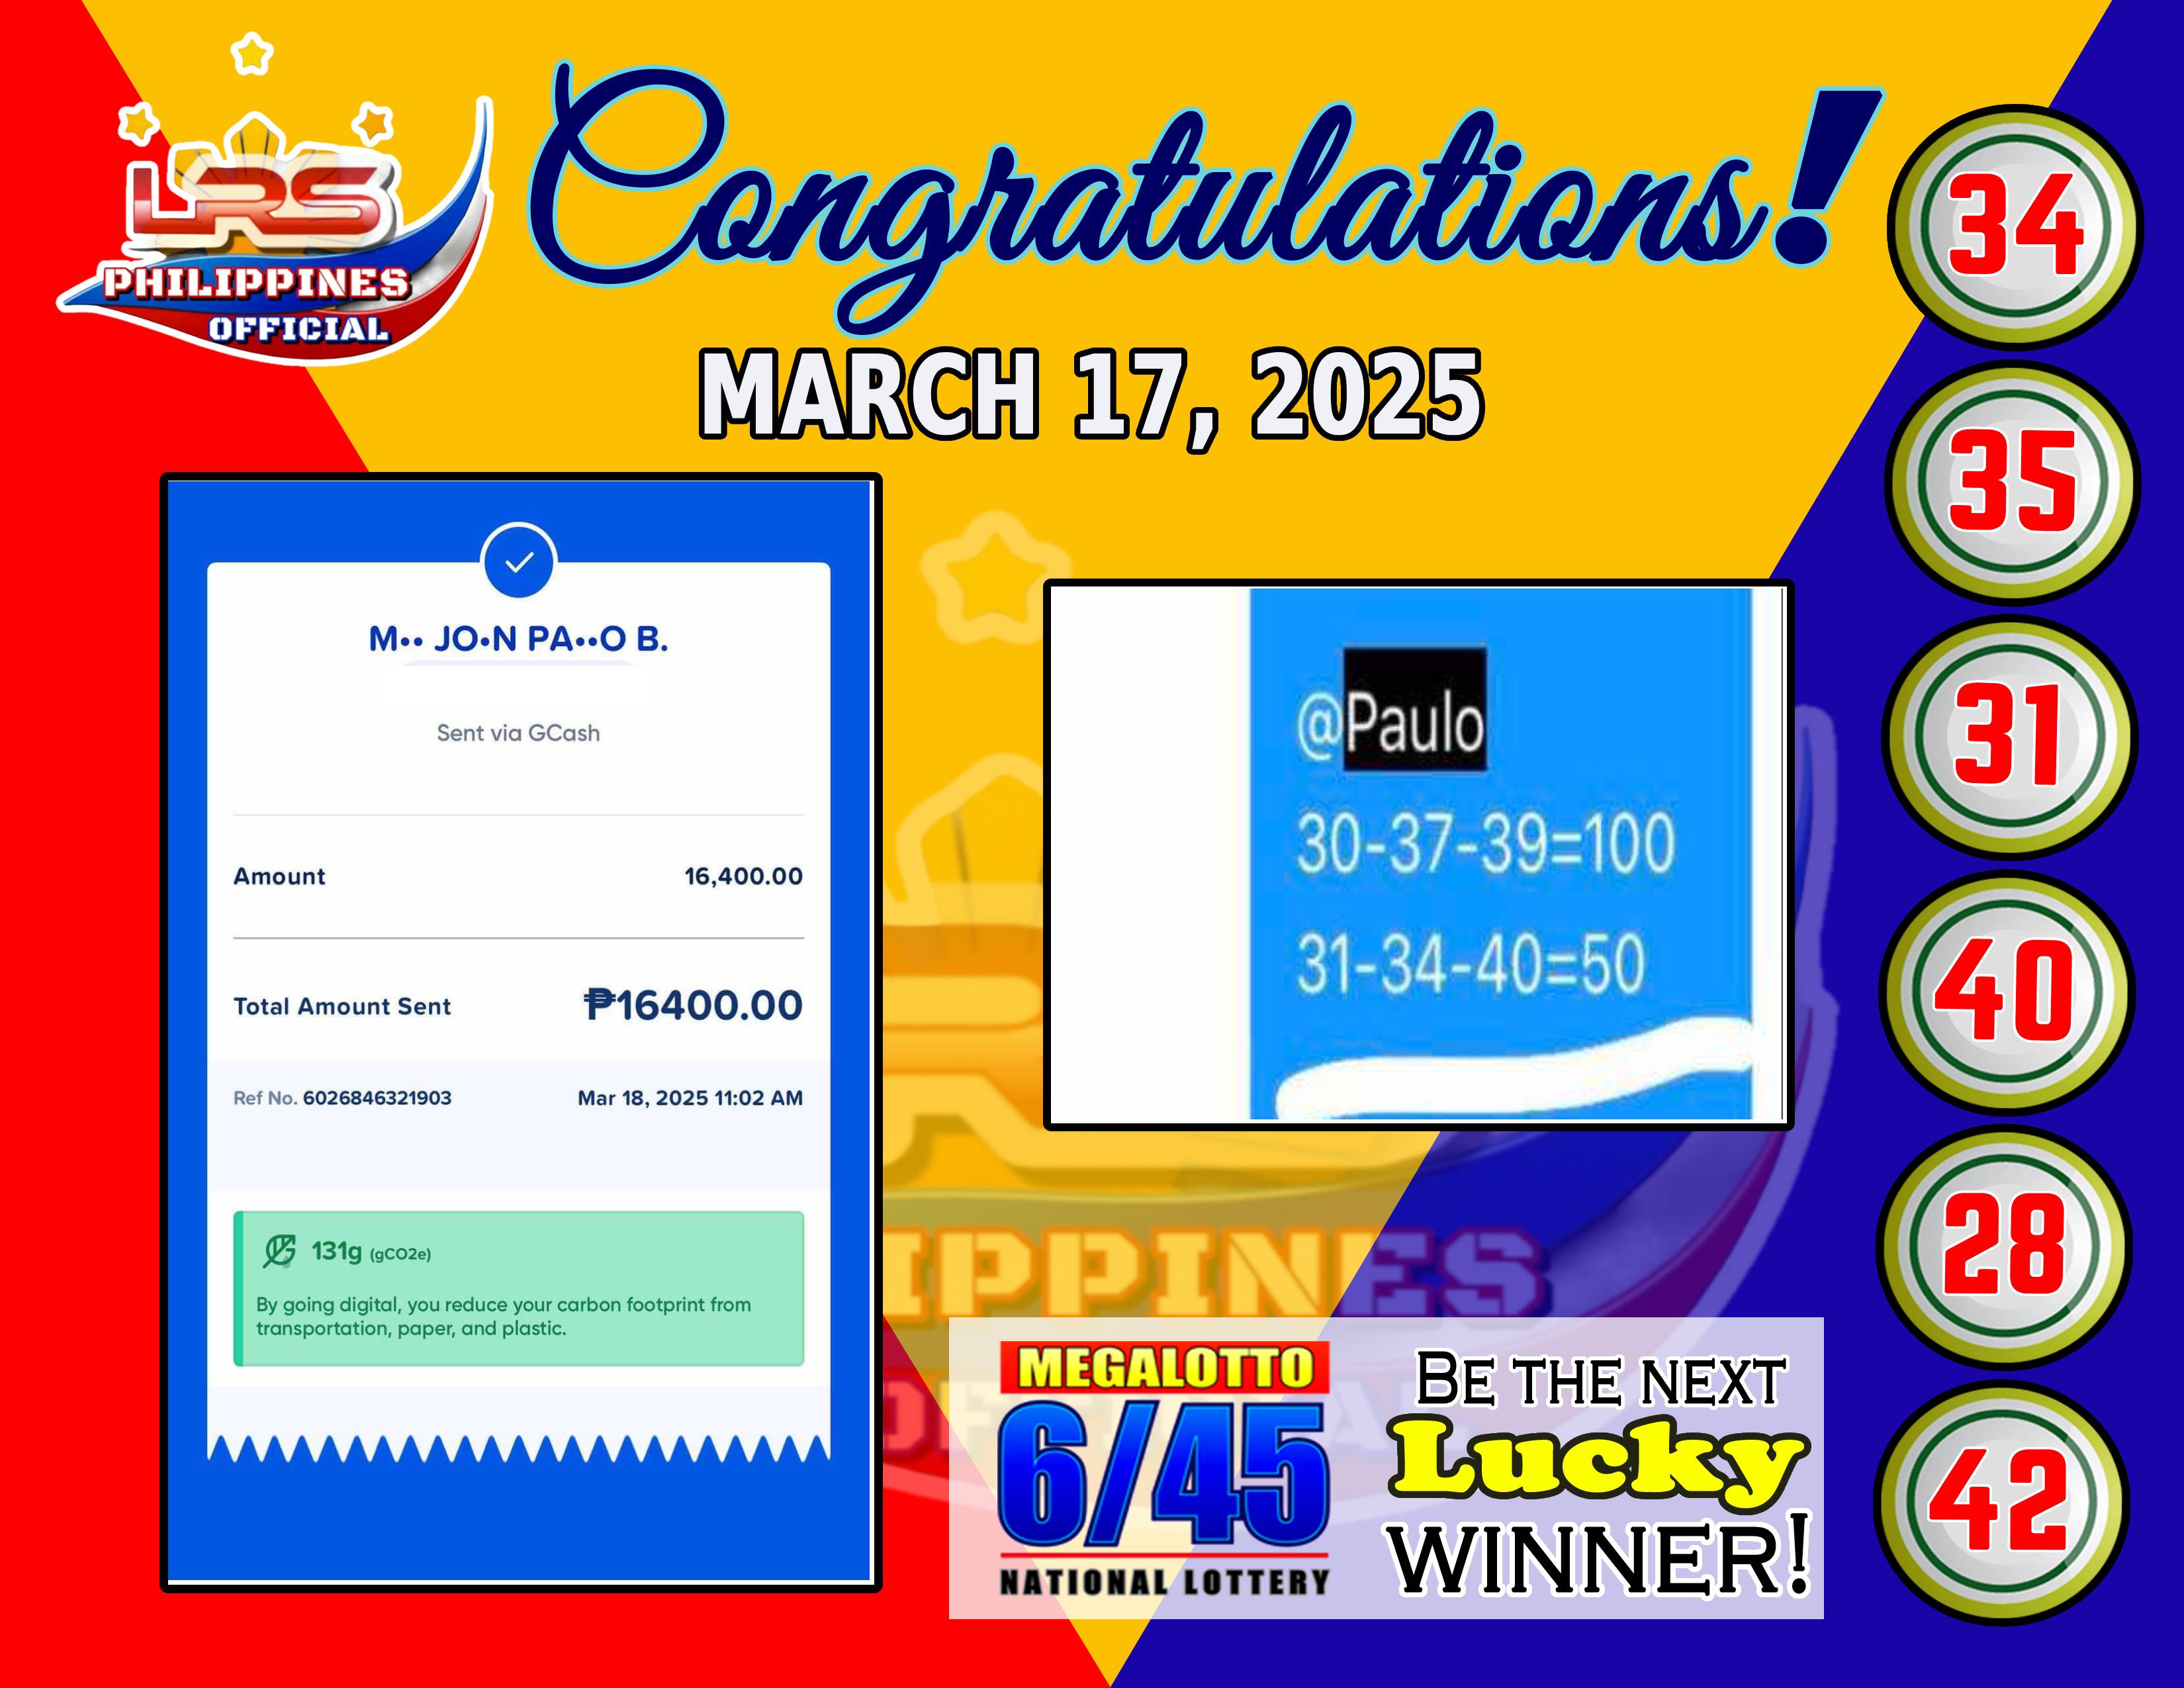 LRS
PHILIPPINES
OFFICIAL
Congratulations!
MARCH 17, 2025
M•• JO•N PA••O B.
Sent via GCash
Amount 16,400.00
Total Amount Sent ₱16400.00
Ref No. 6026846321903 Mar 18, 2025 11:02 AM
131g (gCO2e)
By going digital, you reduce your carbon footprint from
transportation, paper, and plastic.
@Paulo
30-37-39=100
31-34-40=50
IPPINES
MEGALOTTO
6/45
NATIONAL LOTTERY
BE THE NEXT
Lucky
WINNER!
34
35
31
40
28
42